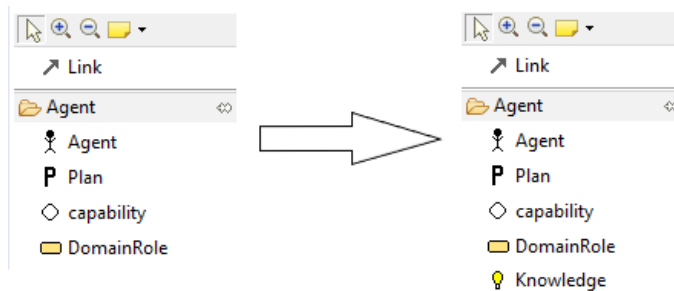 Link
Agent
Agent
P Plan
capability
DomainRole
Link
Agent
Agent
P Plan
capability
DomainRole
Knowledge